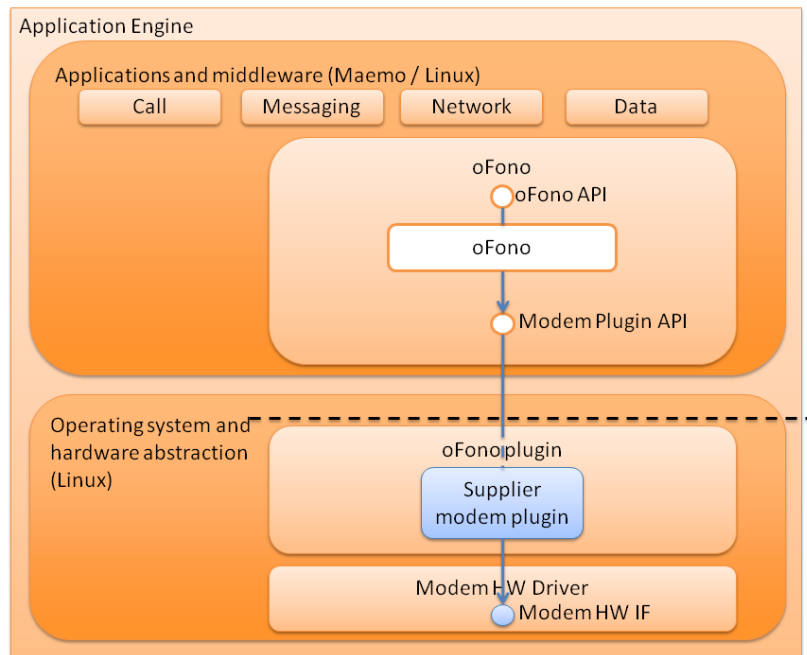 Application Engine
Applications and middleware (Maemo / Linux)
Call
Messaging
Network
Data
oFono
oFono API
oFono
Modem Plugin API
Operating system and
hardware abstraction
(Linux)
oFono plugin
Supplier
modem plugin
Modem HW Driver
Modem HW IF